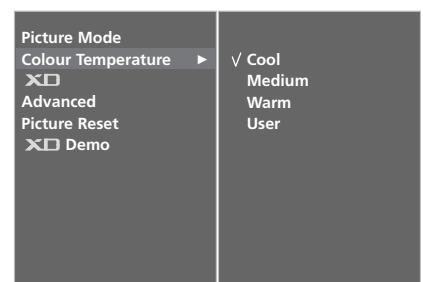 Picture Mode
Colour Temperature ►
XD
Advanced
Picture Reset
XD Demo
√ Cool
Medium
Warm
User